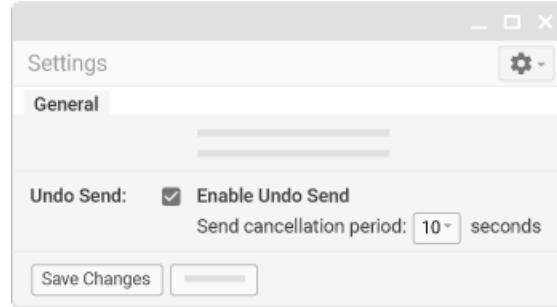 Settings
General
Undo Send: Enable Undo Send
Send cancellation period: 10 seconds
Save Changes